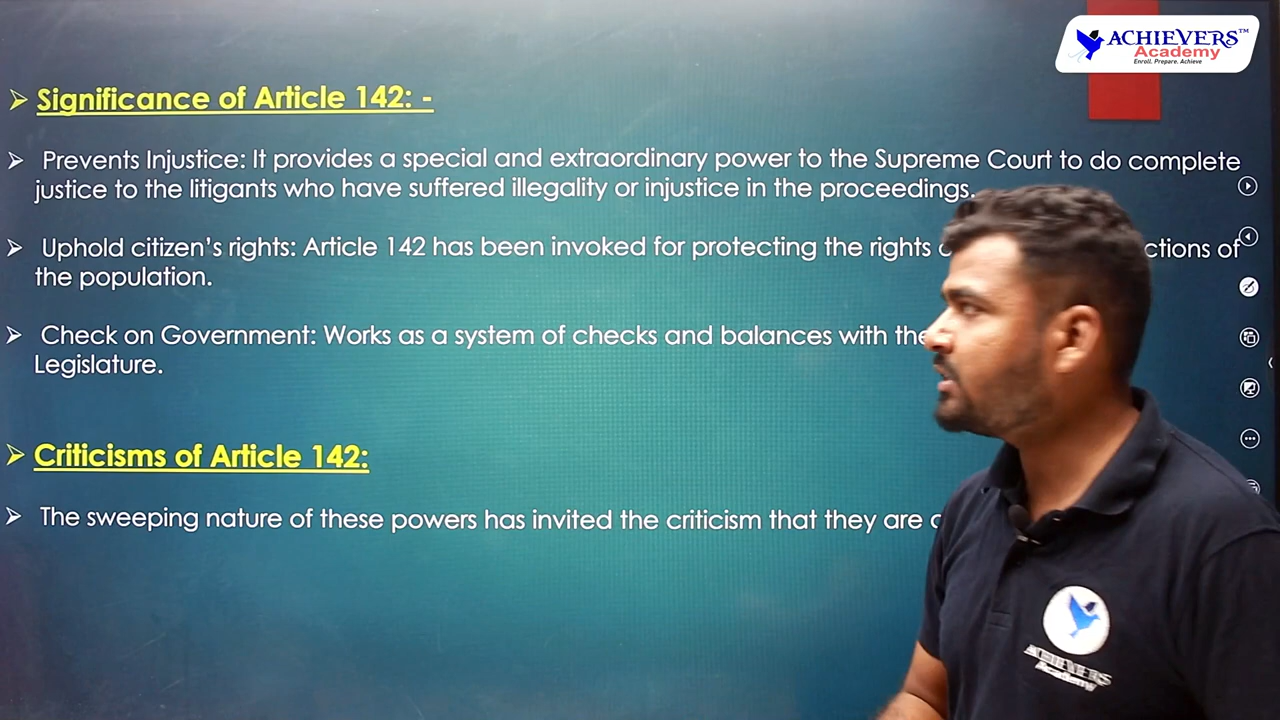 ACHIEVERS™
Academy
Enroll. Prepare. Achieve
Significance of Article 142: -
Prevents Injustice: It provides a special and extraordinary power to the Supreme Court to do complete
justice to the litigants who have suffered illegality or injustice in the proceedings.
Uphold citizen's rights: Article 142 has been invoked for protecting the rights
the population.
Check on Government: Works as a system of checks and balances with the
Legislature.
Criticisms of Article 142:
The sweeping nature of these powers has invited the criticism that they are
ACHIEVERS
Academy